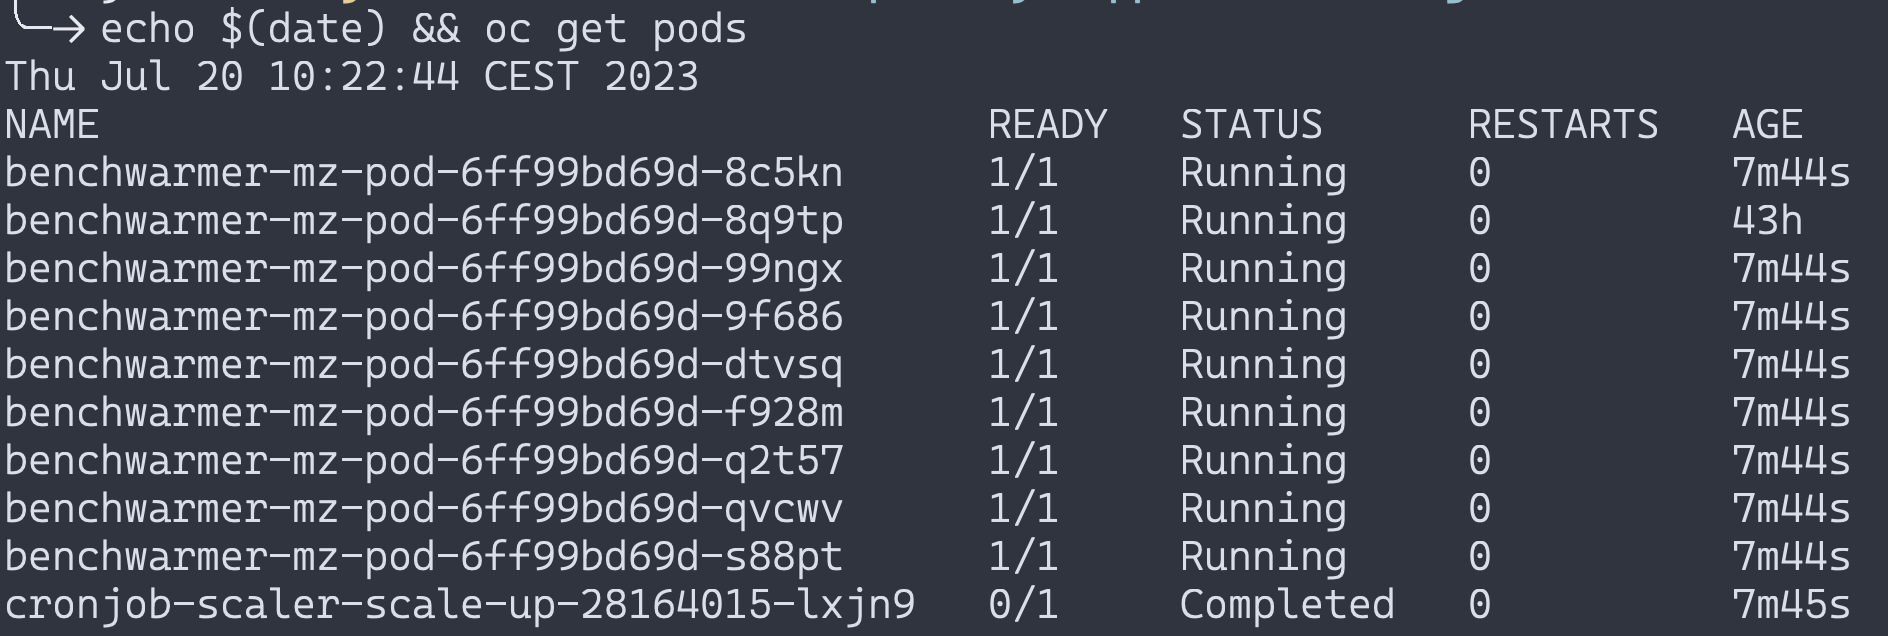 echo $(date) && oc get pods
Thu Jul 20 10:22:44 CEST 2023
NAME READY STATUS RESTARTS AGE
benchwarmer-mz-pod-6ff99bd69d-8c5kn 1/1 Running 0 7m44s
benchwarmer-mz-pod-6ff99bd69d-8q9tp 1/1 Running 0 43h
benchwarmer-mz-pod-6ff99bd69d-99ngx 1/1 Running 0 7m44s
benchwarmer-mz-pod-6ff99bd69d-9f686 1/1 Running 0 7m44s
benchwarmer-mz-pod-6ff99bd69d-dtvsq 1/1 Running 0 7m44s
benchwarmer-mz-pod-6ff99bd69d-f928m 1/1 Running 0 7m44s
benchwarmer-mz-pod-6ff99bd69d-q2t57 1/1 Running 0 7m44s
benchwarmer-mz-pod-6ff99bd69d-qvcwv 1/1 Running 0 7m44s
benchwarmer-mz-pod-6ff99bd69d-s88pt 1/1 Running 0 7m44s
cronjob-scaler-scale-up-28164015-lxjn9 0/1 Completed 0 7m45s